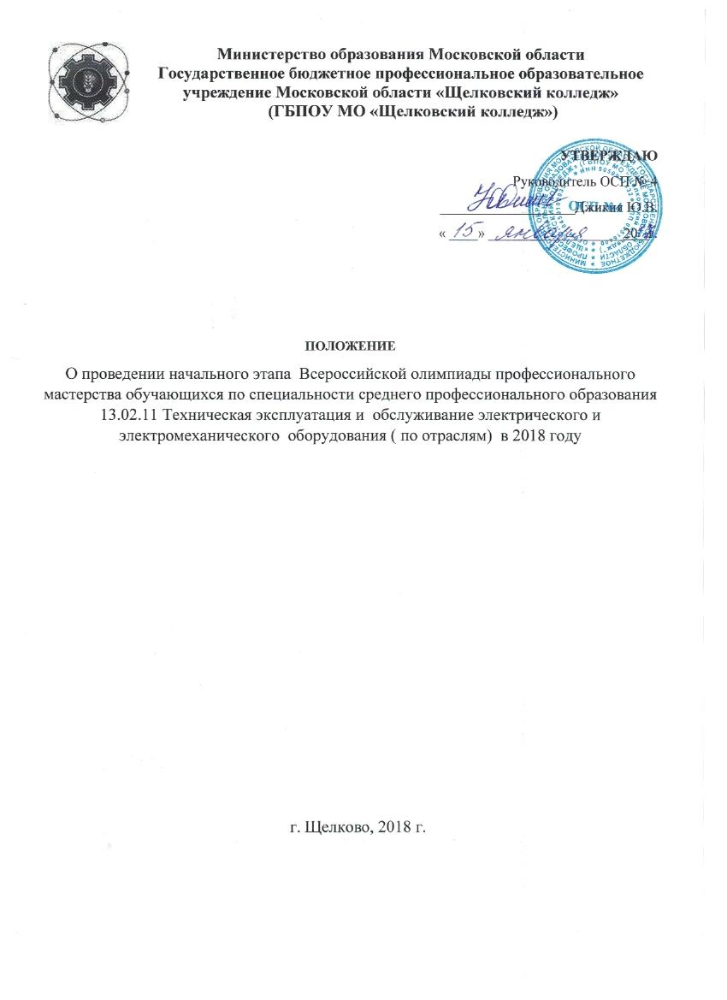 Министерство образования Московской области
Государственное бюджетное профессиональное образовательное
учреждение Московской области «Щелковский колледж»
(ГБПОУ МО «Щелковский колледж»)
УТВЕРЖДАЮ
Руководитель ОСП № 4
Джикия Ю.В.
« 15 » января 20
ПОЛОЖЕНИЕ
О проведении начального этапа Всероссийской олимпиады профессионального
мастерства обучающихся по специальности среднего профессионального образования
13.02.11 Техническая эксплуатация и обслуживание электрического и
электромеханического оборудования ( по отраслям) в 2018 году
г. Щелково, 2018 г.